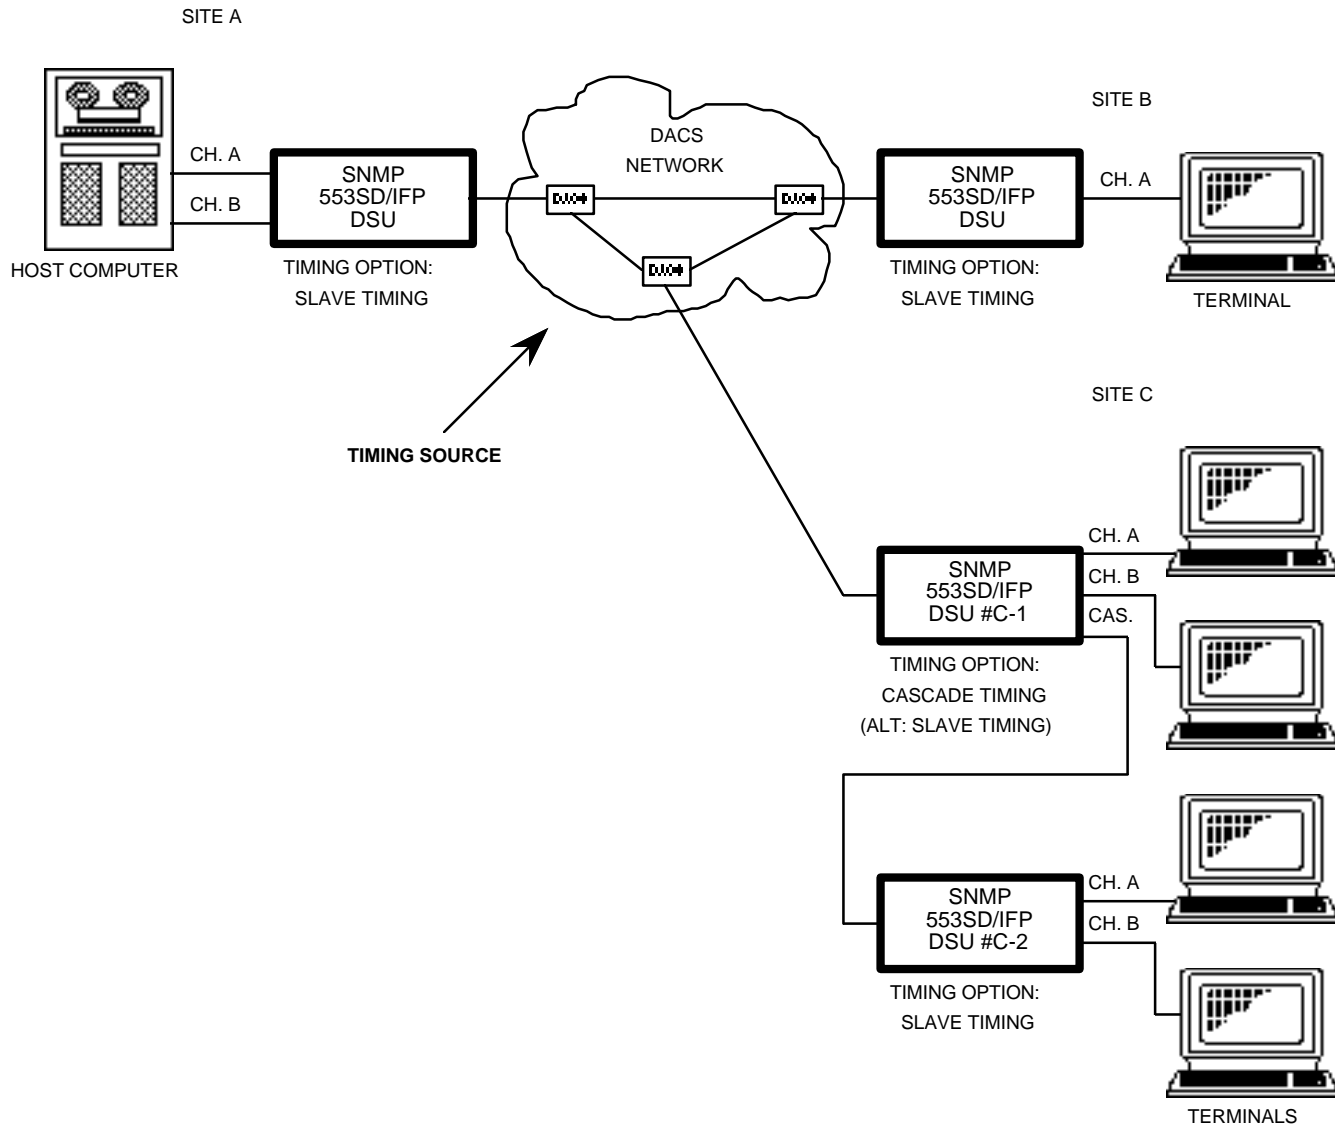 SITE A
SITE B
DACS
NETWORK
CH. A
CH. B
SNMP
553SD/IFP
DSU
SNMP
553SD/IFP
DSU
CH. A
HOST COMPUTER
TIMING OPTION:
SLAVE TIMING
TIMING OPTION:
SLAVE TIMING
TERMINAL
TIMING SOURCE
SITE C
SNMP
553SD/IFP
DSU #C-1
CH. A
CH. B
CAS.
TIMING OPTION:
CASCADE TIMING
(ALT: SLAVE TIMING)
SNMP
553SD/IFP
DSU #C-2
CH. A
CH. B
TIMING OPTION:
SLAVE TIMING
TERMINALS